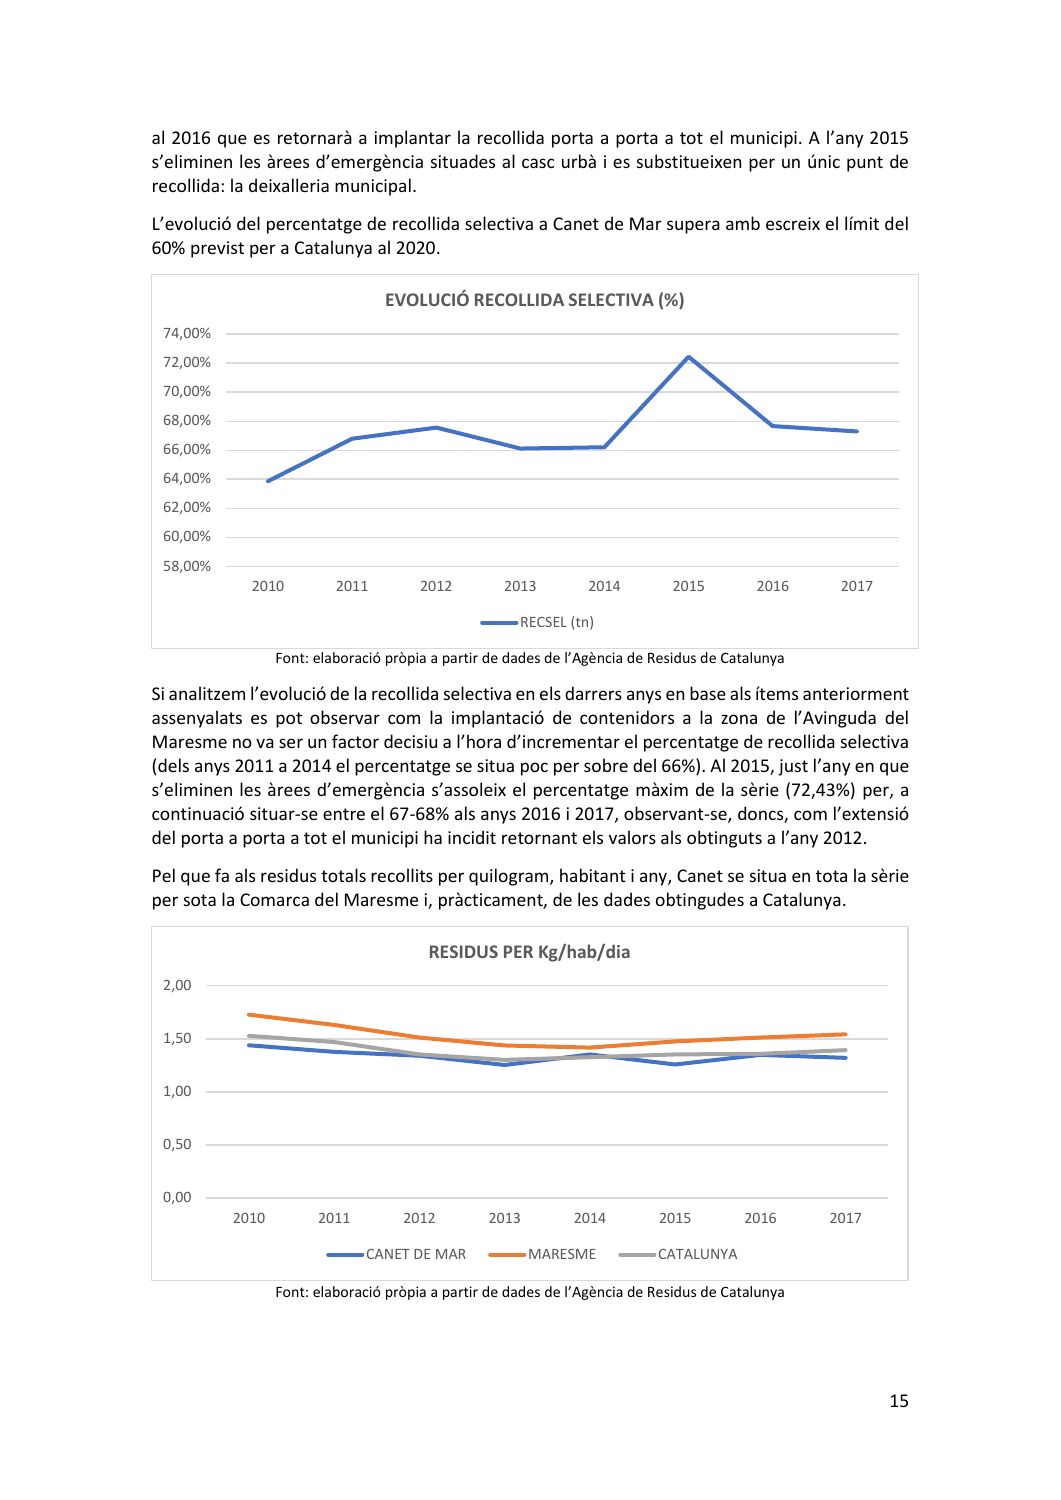 al 2016 que es retornarà a implantar la recollida porta a porta a tot el municipi. A l’any 2015
s’eliminen les àrees d’emergència situades al casc urbà i es substitueixen per un únic punt de
recollida: la deixalleria municipal.
L’evolució del percentatge de recollida selectiva a Canet de Mar supera amb escreix el límit del
60% previst per a Catalunya al 2020.
EVOLUCIÓ RECOLLIDA SELECTIVA (%)
74,00%
72,00%
70,00%
68,00%
66,00%
64,00%
62,00%
60,00%
58,00%
2010 2011 2012 2013 2014 2015 2016 2017
RECSEL (tn)
Font: elaboració pròpia a partir de dades de l’Agència de Residus de Catalunya
Si analitzem l’evolució de la recollida selectiva en els darrers anys en base als ítems anteriorment
assenyalats es pot observar com la implantació de contenidors a la zona de l’Avinguda del
Maresme no va ser un factor decisiu a l’hora d’incrementar el percentatge de recollida selectiva
(dels anys 2011 a 2014 el percentatge se situa poc per sobre del 66%). Al 2015, just l’any en que
s’eliminen les àrees d’emergència s’assoleix el percentatge màxim de la sèrie (72,43%) per, a
continuació situar-se entre el 67-68% als anys 2016 i 2017, observant-se, doncs, com l’extensió
del porta a porta a tot el municipi ha incidit retornant els valors als obtinguts a l’any 2012.
Pel que fa als residus totals recollits per quilogram, habitant i any, Canet se situa en tota la sèrie
per sota la Comarca del Maresme i, pràcticament, de les dades obtingudes a Catalunya.
RESIDUS PER Kg/hab/dia
2,00
1,50
1,00
0,50
0,00
2010 2011 2012 2013 2014 2015 2016 2017
CANET DE MAR MARESME CATALUNYA
Font: elaboració pròpia a partir de dades de l’Agència de Residus de Catalunya
15